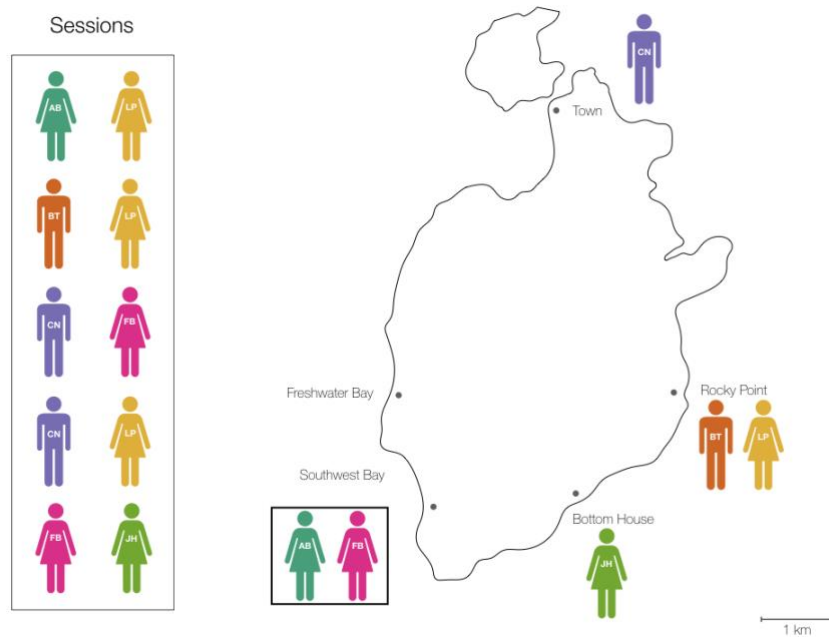 Sessions
AB LP
BT LP
CN FB
CN LP
FB JH
CN
Town
Freshwater Bay
Rocky Point
BT LP
Southwest Bay
AB FB
Bottom House
JH
1 km